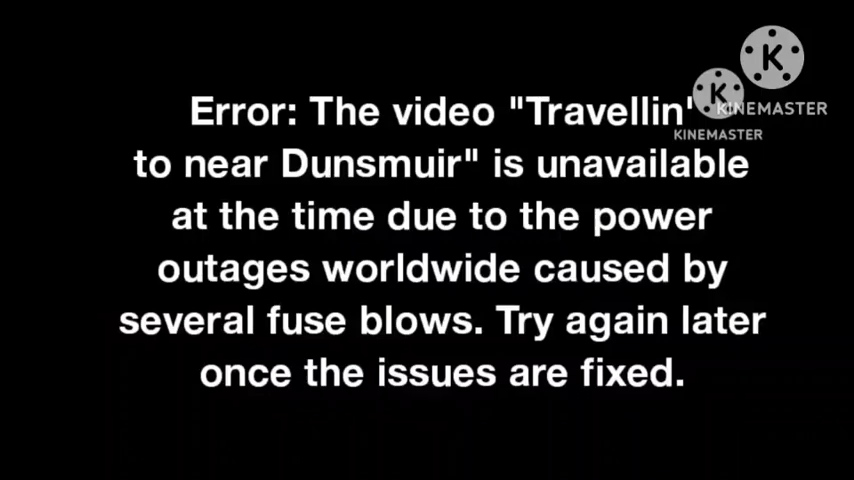 K
KINEMASTER
K
KINEMASTER
Error: The video "Travellin'
to near Dunsmuir" is unavailable
at the time due to the power
outages worldwide caused by
several fuse blows. Try again later
once the issues are fixed.